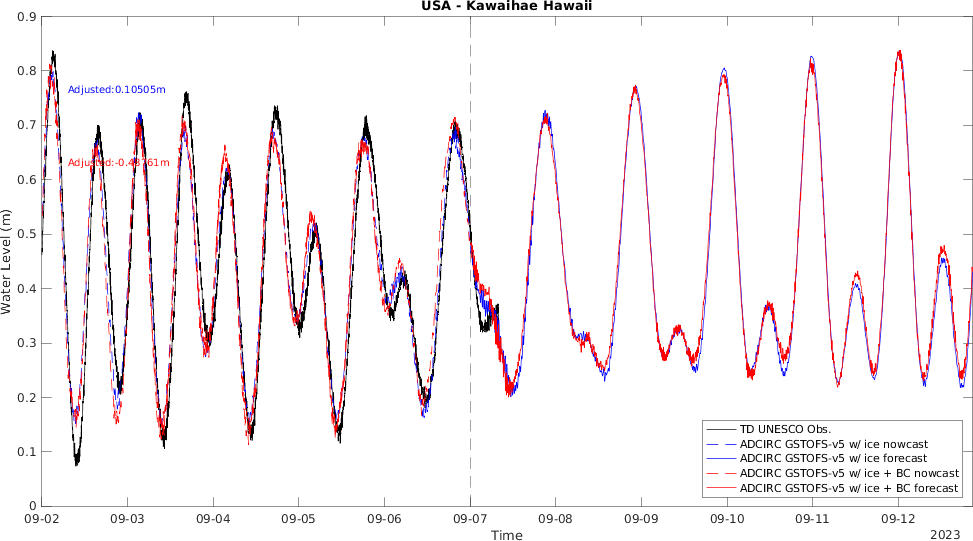 USA - Kawaihae Hawaii
0.9
0.8
0.7
0.6
0.5
0.4
0.3
0.2
0.1
0
Water Level (m)
Adjusted:0.10505m
TD UNESCO Obs.
ADCIRC GSTOFS-v5 w/ ice nowcast
ADCIRC GSTOFS-v5 w/ ice forecast
ADCIRC GSTOFS-v5 w/ ice + BC nowcast
ADCIRC GSTOFS-v5 w/ ice + BC forecast
09-02 09-03 09-04 09-05 09-06 09-07 09-08 09-09 09-10 09-11 09-12
Time
2023